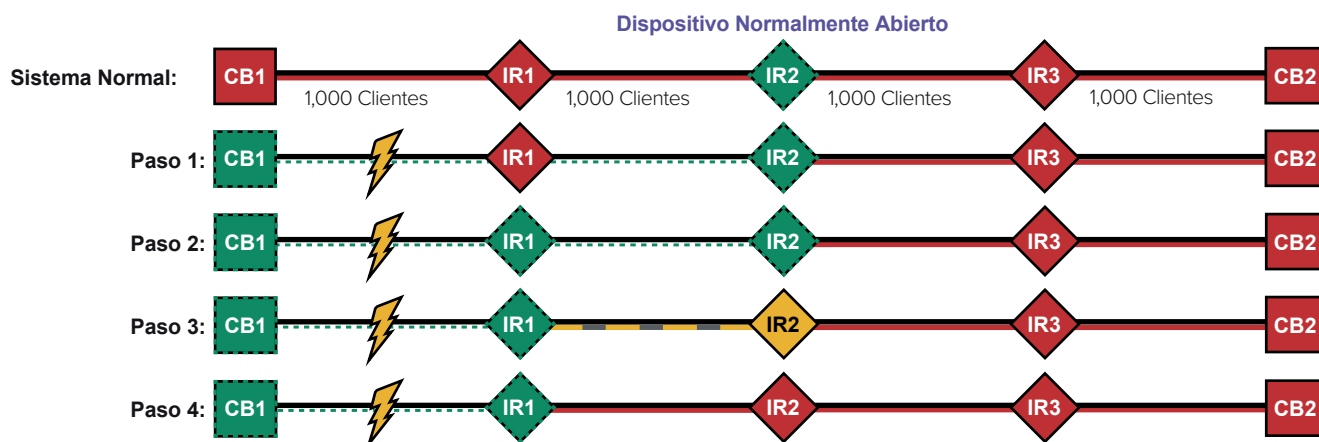 Dispositivo Normalmente Abierto
Sistema Normal: CB1 IR1 IR2 IR3 CB2
1,000 Clientes 1,000 Clientes 1,000 Clientes 1,000 Clientes
Paso 1: CB1 IR1 IR2 IR3 CB2
Paso 2: CB1 IR1 IR2 IR3 CB2
Paso 3: CB1 IR1 IR2 IR3 CB2
Paso 4: CB1 IR1 IR2 IR3 CB2